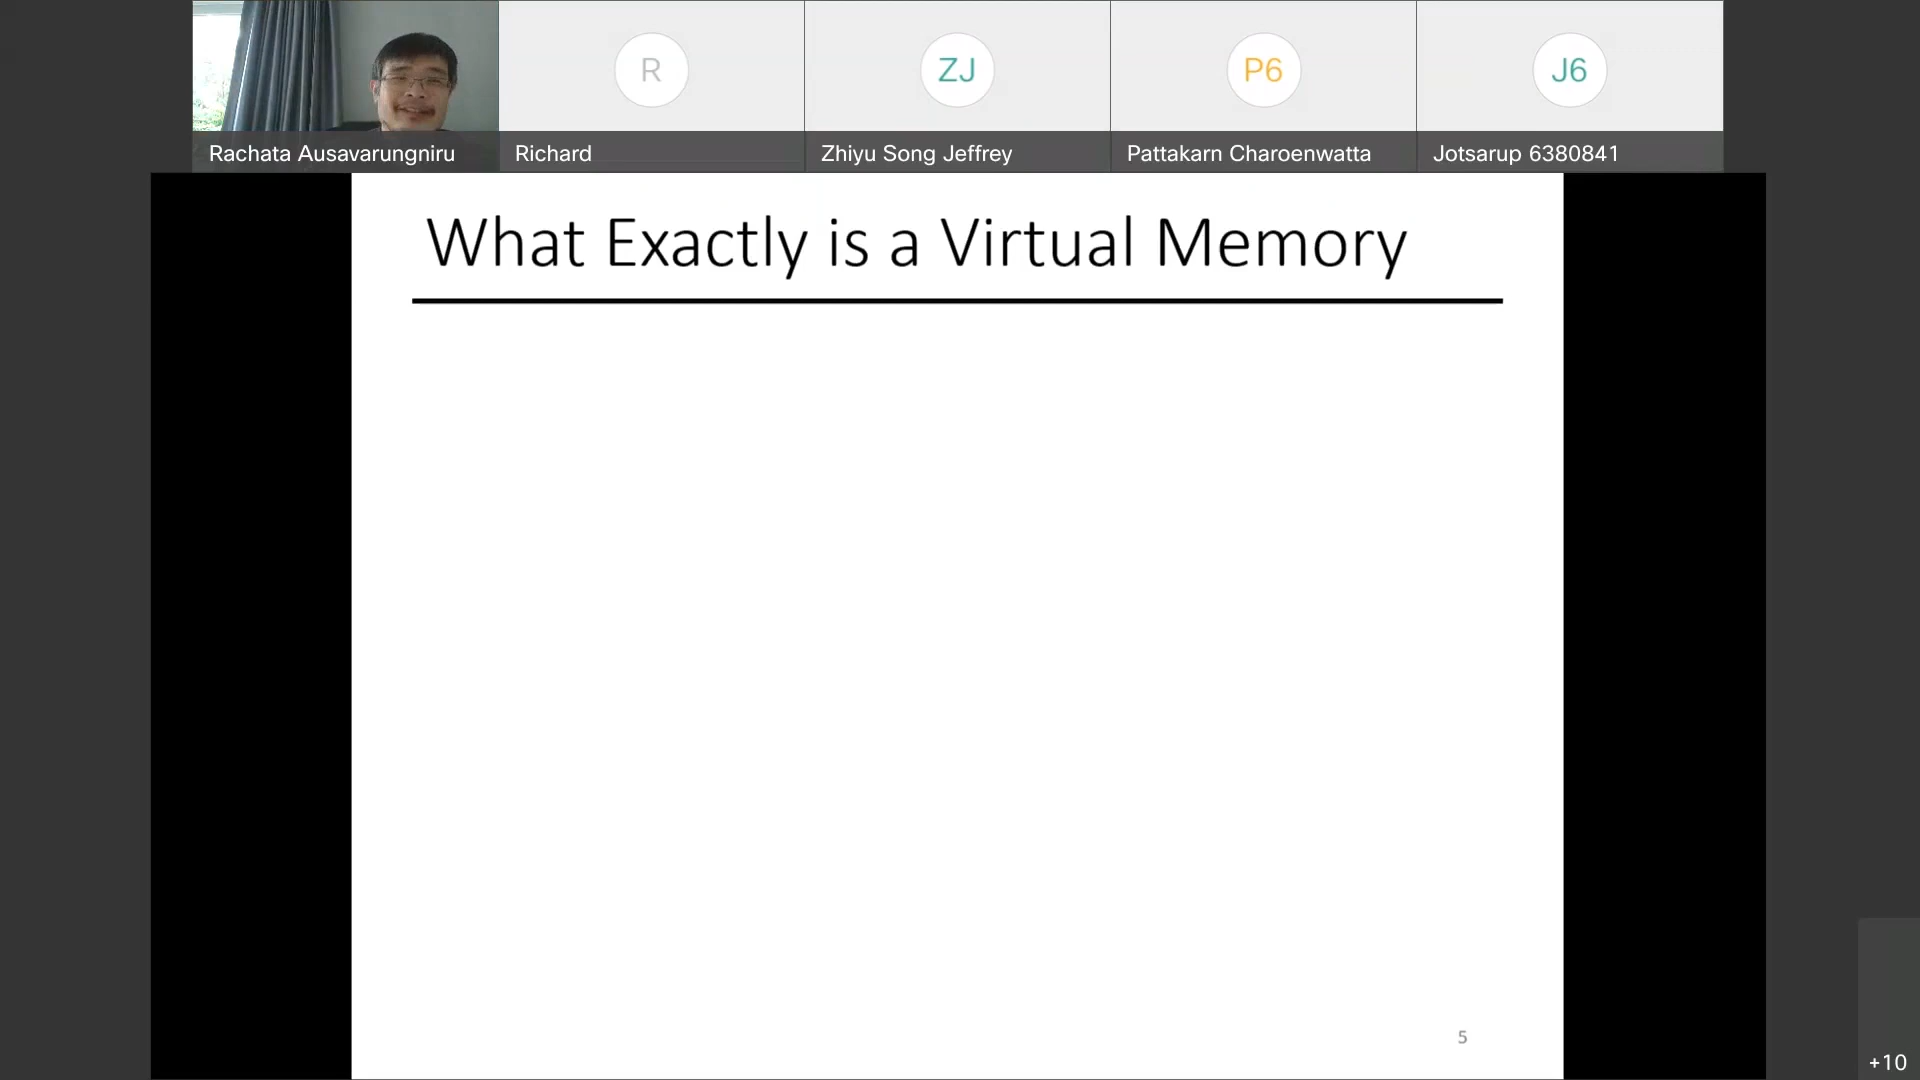 R
ZJ
P6
J6
Rachata Ausavarungniru
Richard
Zhiyu Song Jeffrey
Pattakarn Charoenwatta
Jotsarup 6380841
What Exactly is a Virtual Memory
5
+10